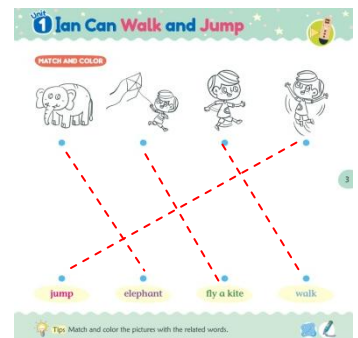 Unit
1 Ian Can Walk and Jump
MATCH AND COLOR
3
jump elephant fly a kite walk
Tips Match and color the pictures with the related words.